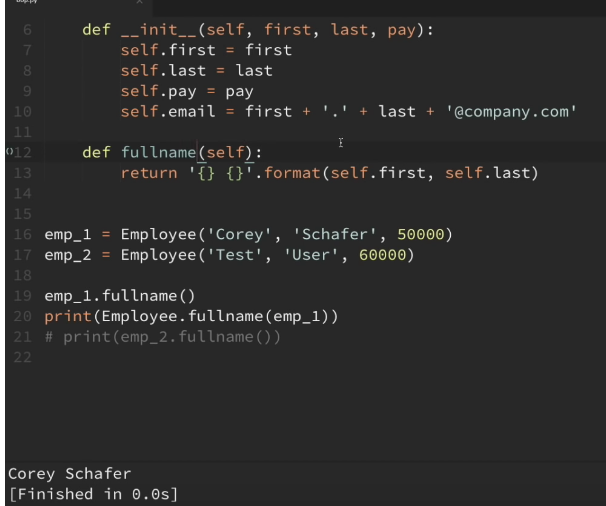 oop.py
6 def __init__(self, first, last, pay):
7 self.first = first
8 self.last = last
9 self.pay = pay
10 self.email = first + '.' + last + '@company.com'
11
12 def fullname(self):
13 return '{} {}'.format(self.first, self.last)
14
15
16 emp_1 = Employee('Corey', 'Schafer', 50000)
17 emp_2 = Employee('Test', 'User', 60000)
18
19 emp_1.fullname()
20 print(Employee.fullname(emp_1))
21 # print(emp_2.fullname())
22
Corey Schafer
[Finished in 0.0s]